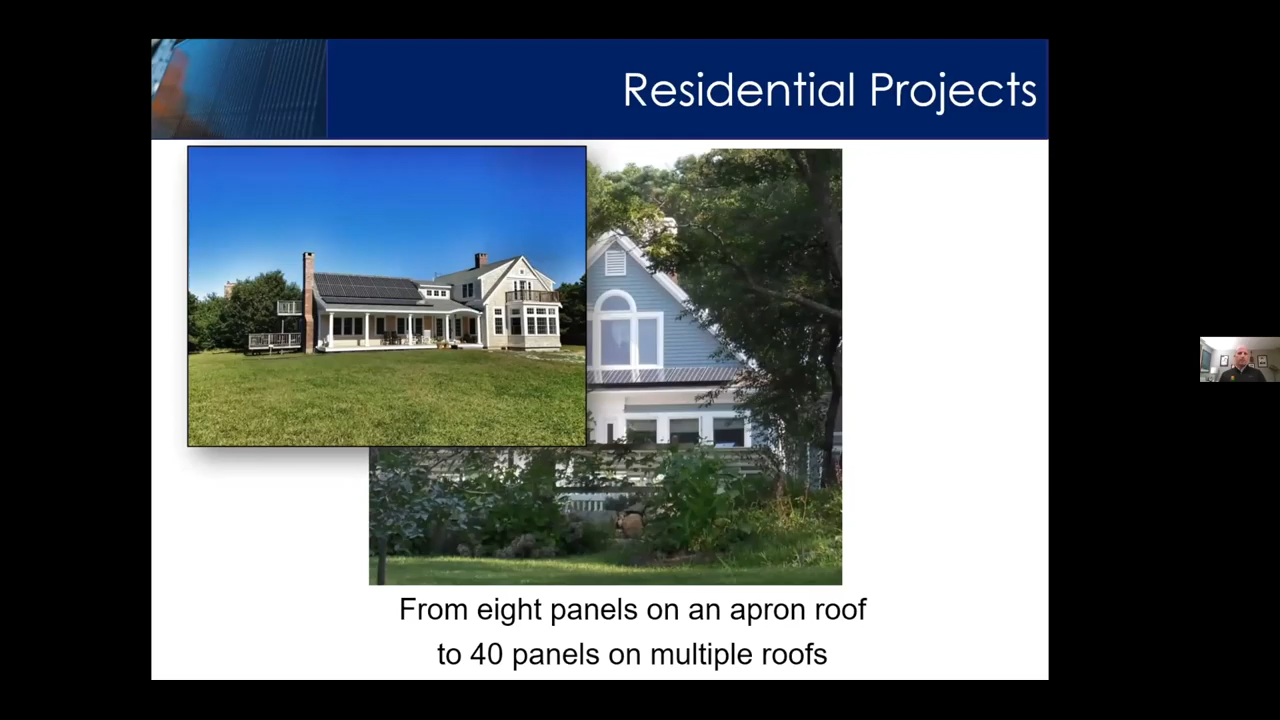 Residential Projects
From eight panels on an apron roof
to 40 panels on multiple roofs